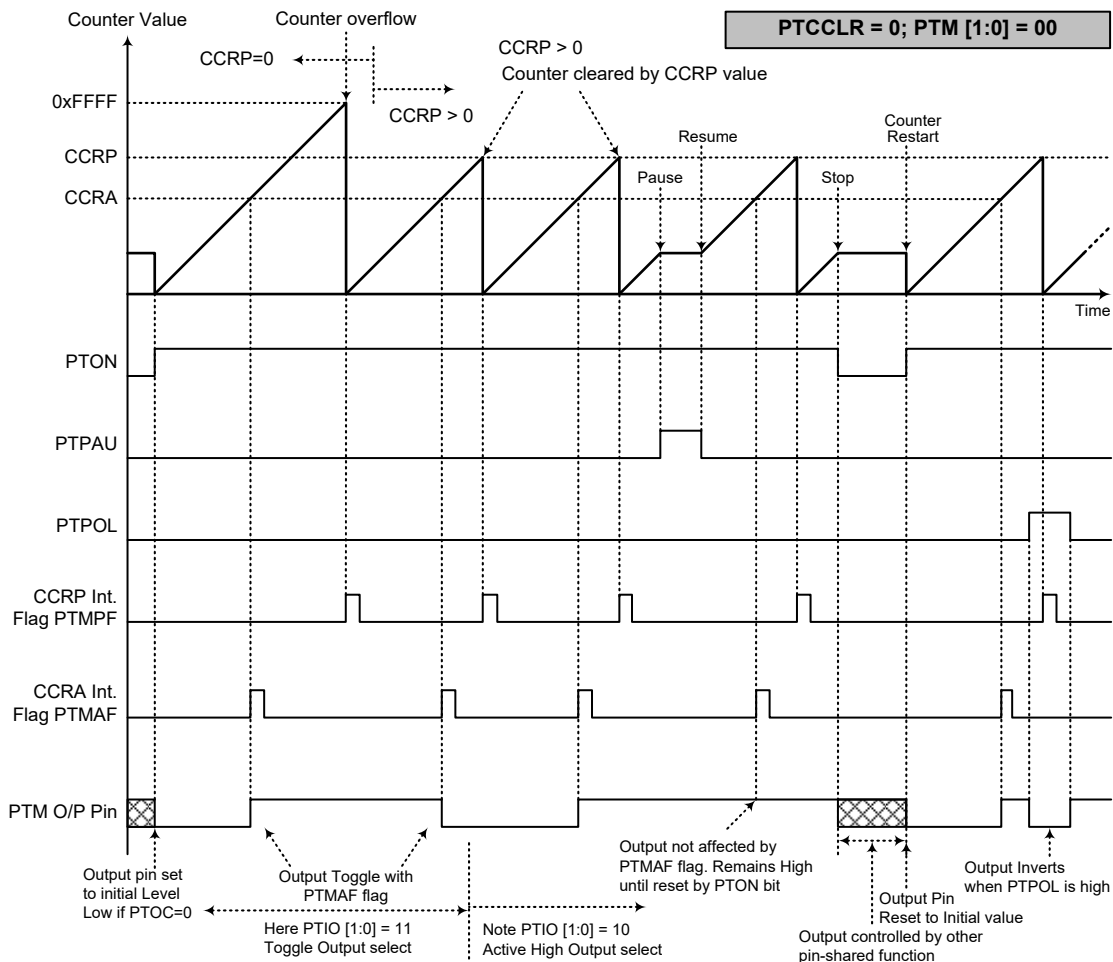 Counter Value
Counter overflow
PTCCLR = 0; PTM [1:0] = 00
CCRP=0
CCRP > 0
CCRP > 0
Counter cleared by CCRP value
0xFFFF
CCRP
CCRA
Pause
Resume
Stop
Counter
Restart
Time
PTON
PTPAU
PTPOL
CCRP Int.
Flag PTMPF
CCRA Int.
Flag PTMAF
PTM O/P Pin
Output pin set
to initial Level
Low if PTOC=0
Output Toggle with
PTMAF flag
Here PTIO [1:0] = 11
Toggle Output select
Note PTIO [1:0] = 10
Active High Output select
Output not affected by
PTMAF flag. Remains High
until reset by PTON bit
Output Pin
Reset to Initial value
Output controlled by other
pin-shared function
Output Inverts
when PTPOL is high